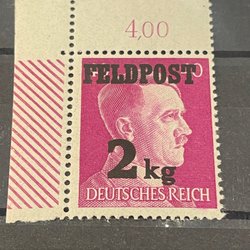 4,00
FELDPOST
2 kg
DEUTSCHES REICH